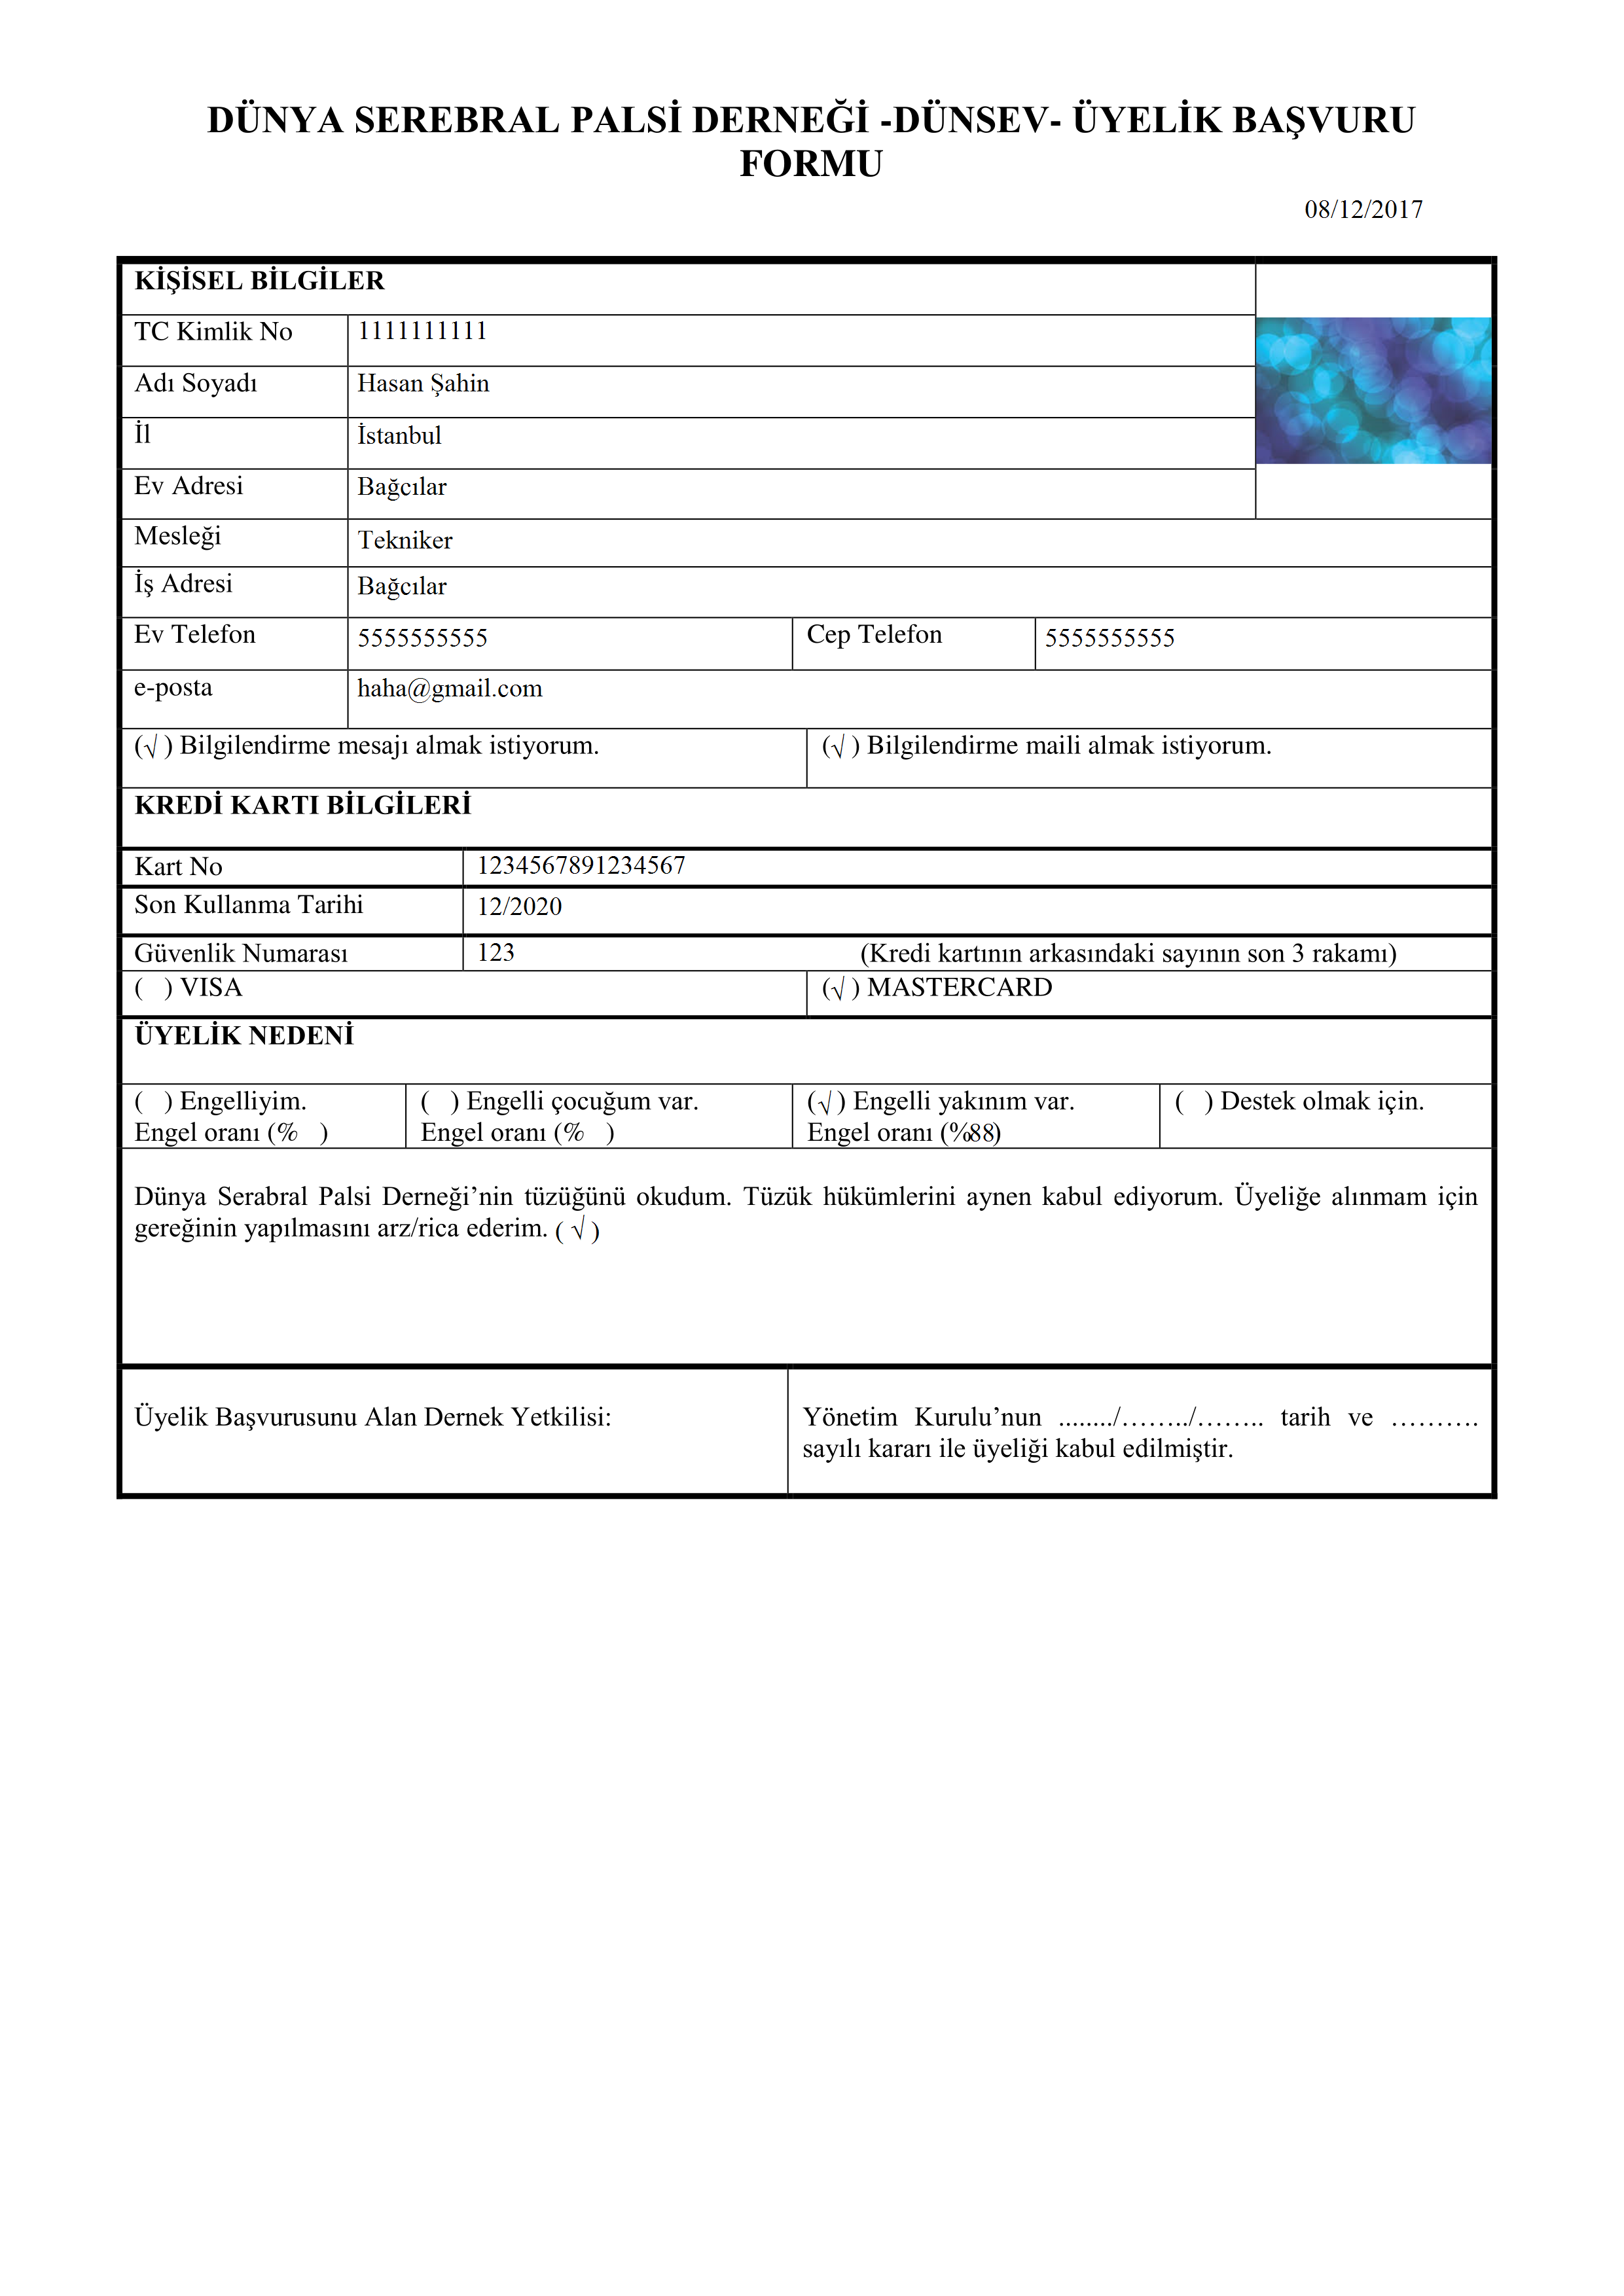 DÜNYA SEREBRAL PALSİ DERNEĞİ -DÜNSEV- ÜYELİK BAŞVURU
FORMU
08/12/2017
KİŞİSEL BİLGİLER
TC Kimlik No 1111111111
Adı Soyadı Hasan Şahin
İl İstanbul
Ev Adresi Bağcılar
Mesleği Tekniker
İş Adresi Bağcılar
Ev Telefon 5555555555 Cep Telefon 5555555555
e-posta haha@gmail.com
(√ ) Bilgilendirme mesajı almak istiyorum. (√ ) Bilgilendirme maili almak istiyorum.
KREDİ KARTI BİLGİLERİ
Kart No 1234567891234567
Son Kullanma Tarihi 12/2020
Güvenlik Numarası 123 (Kredi kartının arkasındaki sayının son 3 rakamı)
(   ) VISA (√ ) MASTERCARD
ÜYELİK NEDENİ
(   ) Engelliyim. (   ) Engelli çocuğum var. (√ ) Engelli yakınım var. (   ) Destek olmak için.
Engel oranı (%   ) Engel oranı (%   ) Engel oranı (%88)
Dünya Serabral Palsi Derneği’nin tüzüğünü okudum. Tüzük hükümlerini aynen kabul ediyorum. Üyeliğe alınmam için
gereğinin yapılmasını arz/rica ederim. ( √ )
Üyelik Başvurusunu Alan Dernek Yetkilisi: Yönetim Kurulu’nun ......../……../…….. tarih ve ……….
sayılı kararı ile üyeliği kabul edilmiştir.